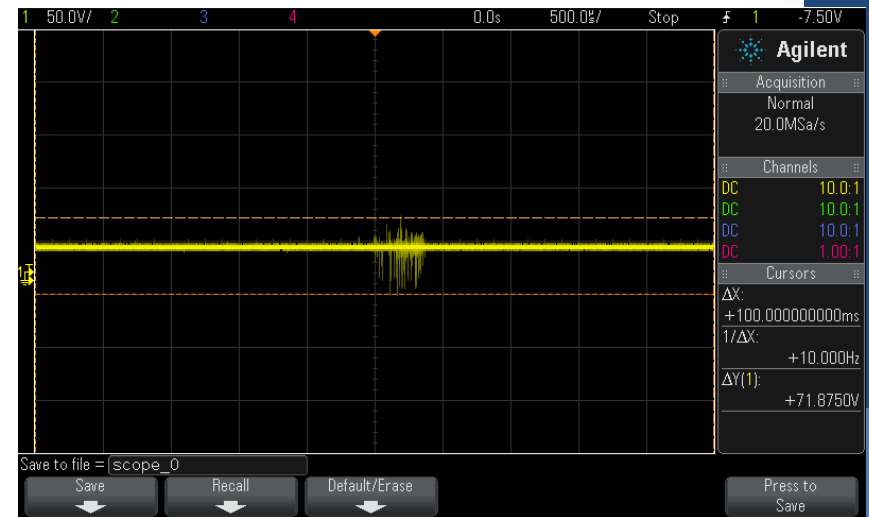 1 50.0V/ 2 3 4 0.0s 500.0㎲/ Stop 1 -7.50V
Agilent
Acquisition
Normal
20.0MSa/s
Channels
DC 10.0:1
DC 10.0:1
DC 10.0:1
DC 1.00:1
Cursors
ΔX:
+100.000000000ms
1/ΔX:
+10.000Hz
ΔY(1):
+71.8750V
1
Save to file = scope_0
Save Recall Default/Erase Press to
Save